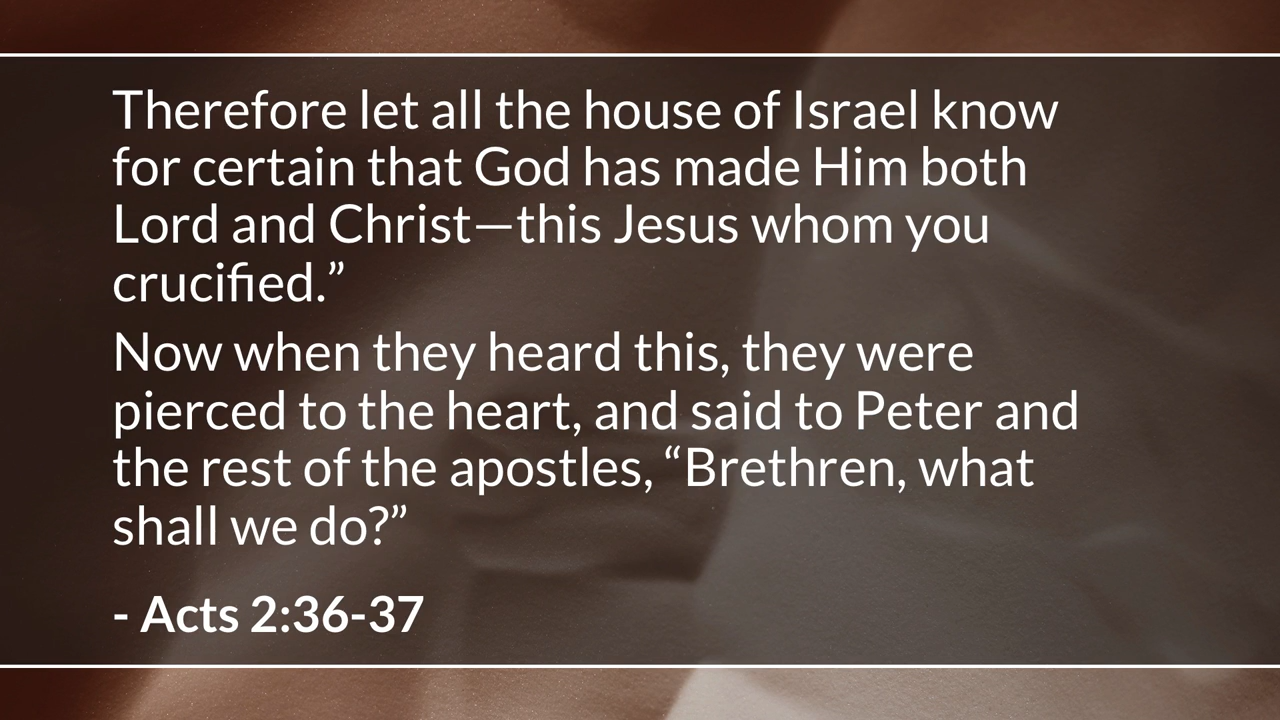 Therefore let all the house of Israel know
for certain that God has made Him both
Lord and Christ—this Jesus whom you
crucified.”
Now when they heard this, they were
pierced to the heart, and said to Peter and
the rest of the apostles, “Brethren, what
shall we do?”
- Acts 2:36-37